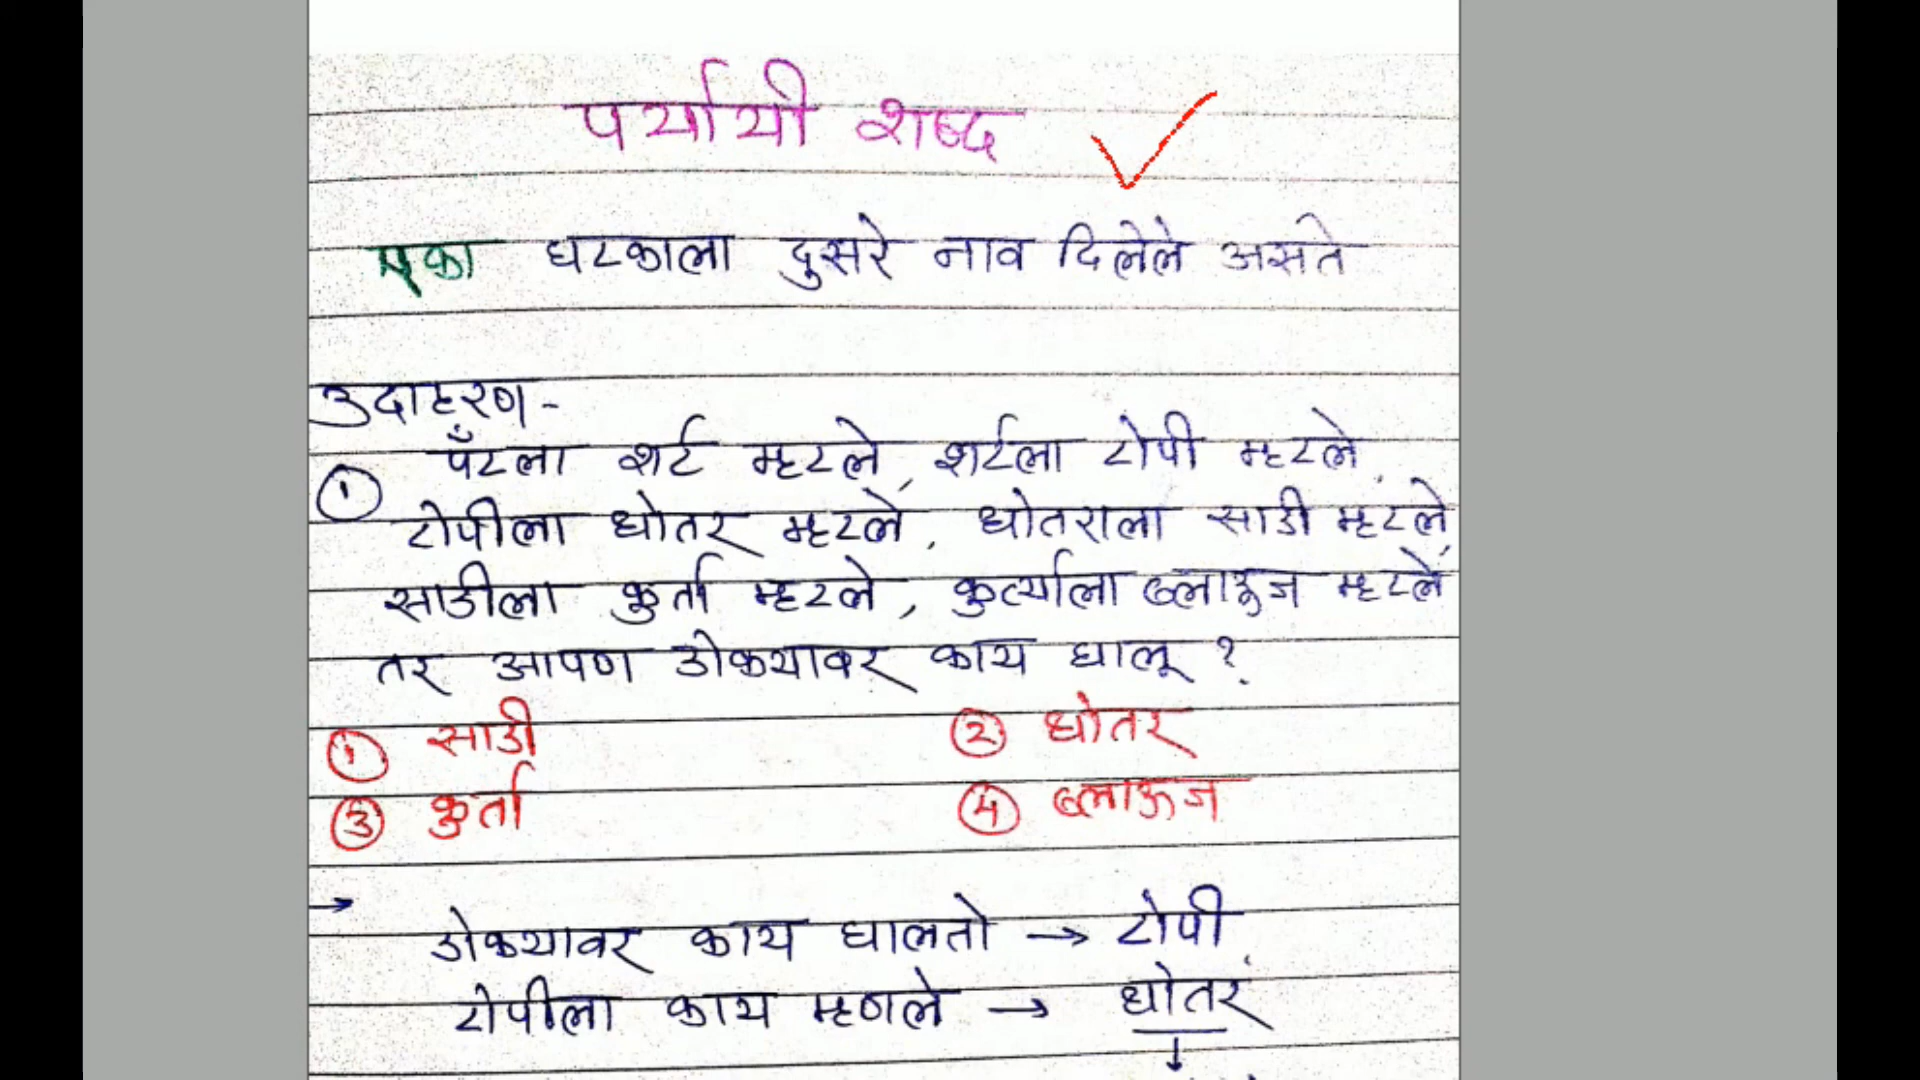 पर्यायी शब्द
एका घटकाला दुसरे नाव दिलेले असते
उदाहरण-
① पँटला शर्ट म्हटले, शर्टला टोपी म्हटले,
टोपीला धोतर म्हटले, धोतराला साडी म्हटले,
साडीला कुर्ता म्हटले, कुर्त्याला ब्लाऊज म्हटले
तर आपण डोक्यावर काय घालू ?
① साडी ② धोतर
③ कुर्ता ④ ब्लाऊज
→ डोक्यावर काय घालतो → टोपी
टोपीला काय म्हणले → धोतर
↓